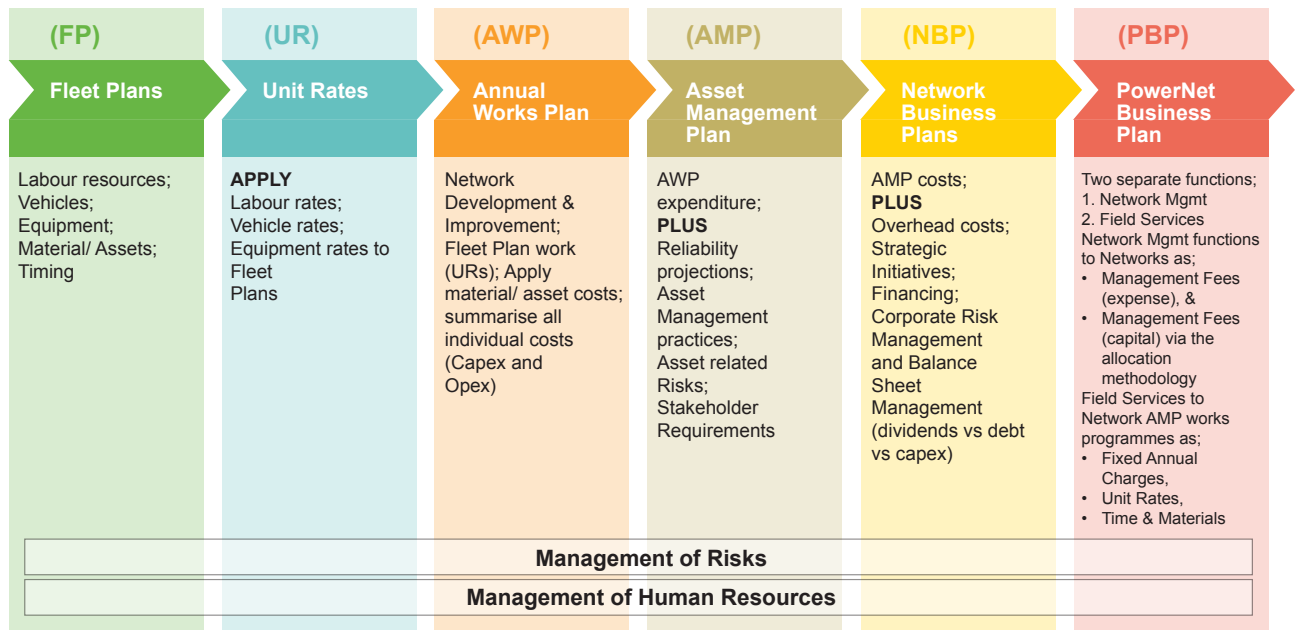 (FP)
Fleet Plans
Labour resources;
Vehicles;
Equipment;
Material/ Assets;
Timing
(UR)
Unit Rates
APPLY
Labour rates;
Vehicle rates;
Equipment rates to
Fleet
Plans
(AWP)
Annual
Works Plan
Network
Development &
Improvement;
Fleet Plan work
(URs); Apply
material/ asset costs;
summarise all
individual costs
(Capex and
Opex)
(AMP)
Asset
Management
Plan
AWP
expenditure;
PLUS
Reliability
projections;
Asset
Management
practices;
Asset related
Risks;
Stakeholder
Requirements
(NBP)
Network
Business
Plans
AMP costs;
PLUS
Overhead costs;
Strategic
Initiatives;
Financing;
Corporate Risk
Management
and Balance
Sheet
Management
(dividends vs debt
vs capex)
(PBP)
PowerNet
Business
Plan
Two separate functions;
1. Network Mgmt
2. Field Services
Network Mgmt functions
to Networks as;
• Management Fees
(expense), &
• Management Fees
(capital) via the
allocation
methodology
Field Services to
Network AMP works
programmes as;
• Fixed Annual
Charges,
• Unit Rates,
• Time & Materials
Management of Risks
Management of Human Resources